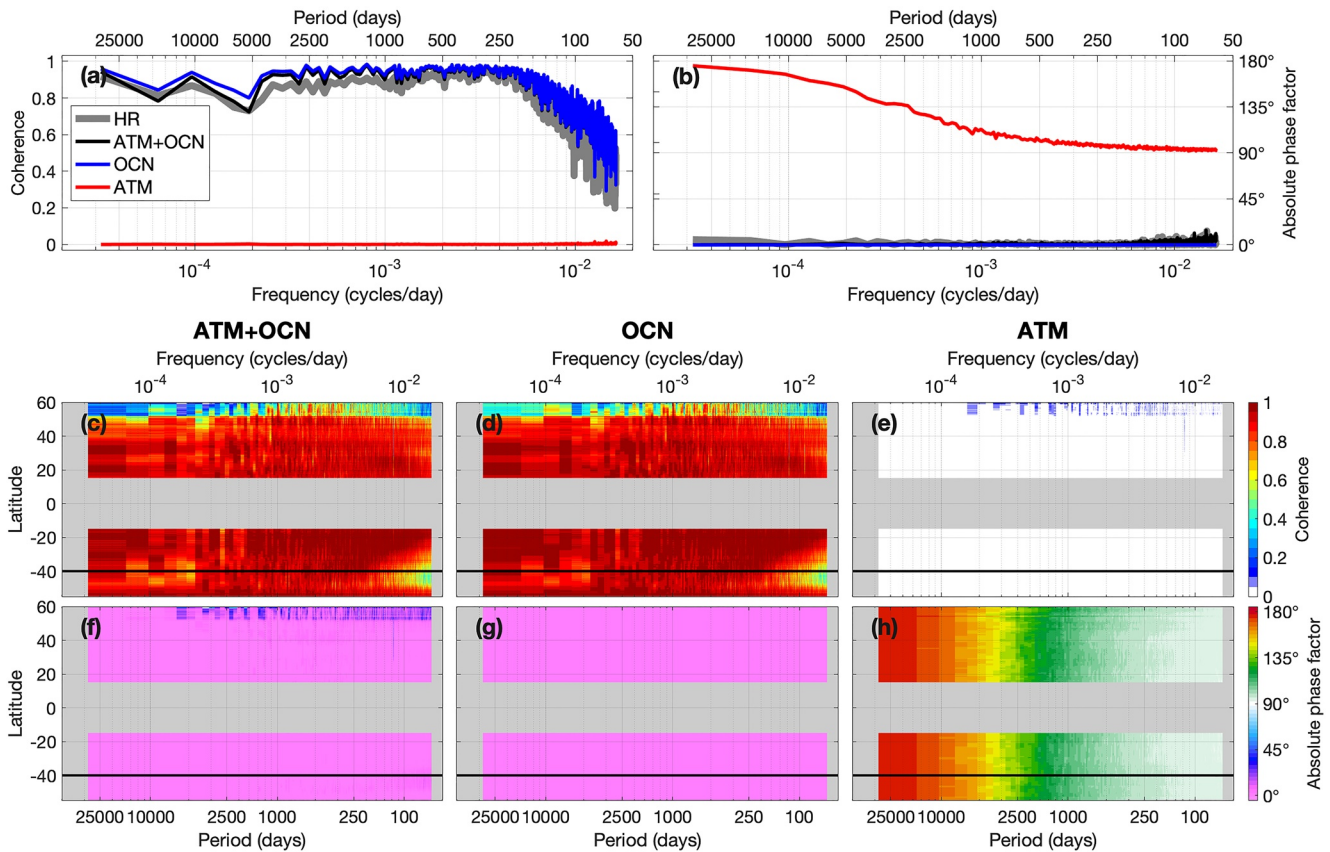 Period (days)
25000 10000 5000 2500 1000 500 250 100 50
(a)
1
0.8
0.6
0.4
0.2
0
Coherence
HR
ATM+OCN
OCN
ATM
10-4 10-3 10-2
Frequency (cycles/day)
Period (days)
25000 10000 5000 2500 1000 500 250 100 50
(b)
180°
135°
90°
45°
0°
Absolute phase factor
10-4 10-3 10-2
Frequency (cycles/day)
ATM+OCN
Frequency (cycles/day)
10-4 10-3 10-2
OCN
Frequency (cycles/day)
10-4 10-3 10-2
ATM
Frequency (cycles/day)
10-4 10-3 10-2
Latitude
60
40
20
0
-20
-40
(c)
(d)
(e)
1
0.8
0.6
0.4
0.2
0
Coherence
Latitude
60
40
20
0
-20
-40
(f)
(g)
(h)
180°
135°
90°
45°
0°
Absolute phase factor
25000 10000 2500 1000 250 100
Period (days)
25000 10000 2500 1000 250 100
Period (days)
25000 10000 2500 1000 250 100
Period (days)